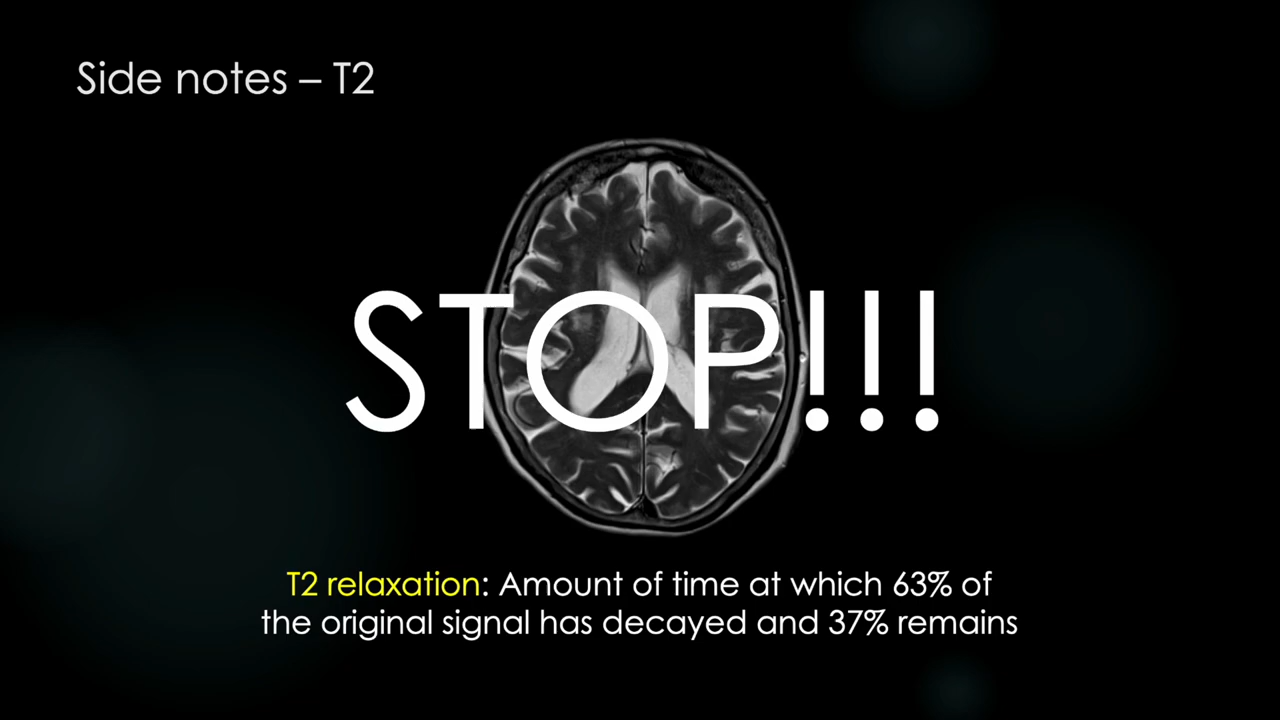 Side notes – T2
STOP!!!
T2 relaxation: Amount of time at which 63% of
the original signal has decayed and 37% remains